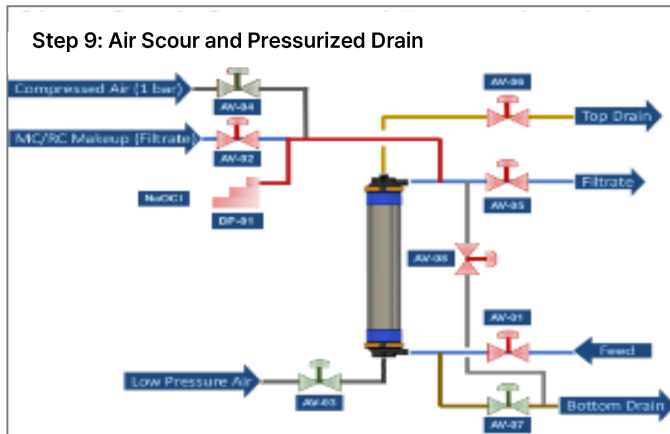 Step 9: Air Scour and Pressurized Drain
Compressed Air (1 bar)
AV-04
AV-06
Top Drain
MC/RC Makeup (Filtrate)
AV-02
NaOCl
DP-01
Filtrate
AV-05
AV-08
AV-01
Feed
Low Pressure Air
AV-03
Bottom Drain
AV-07